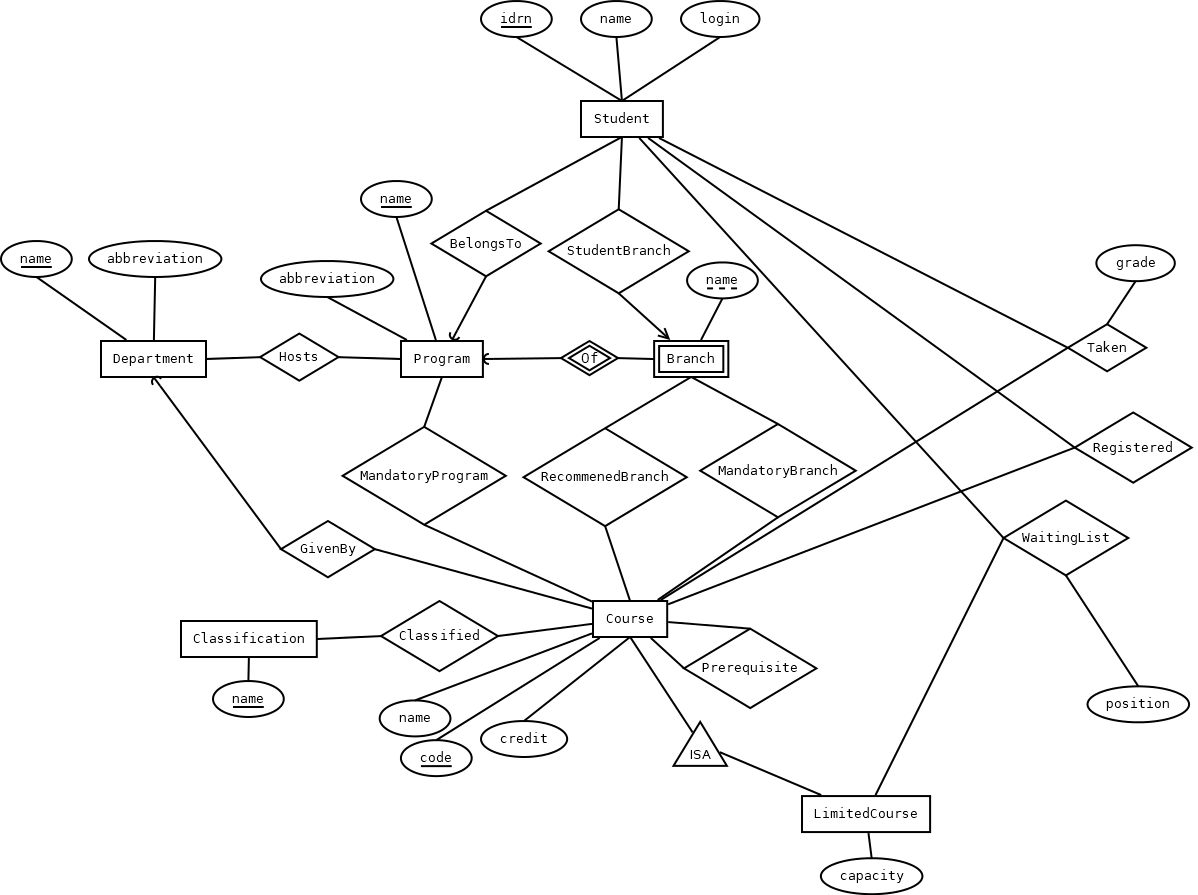 idrn
name
login
Student
name
BelongsTo
StudentBranch
name
abbreviation
abbreviation
name
grade
Department
Hosts
Program
Of
Branch
Taken
MandatoryProgram
RecommenedBranch
MandatoryBranch
Registered
GivenBy
WaitingList
Classification
Classified
Course
Prerequisite
name
name
code
credit
ISA
position
LimitedCourse
capacity